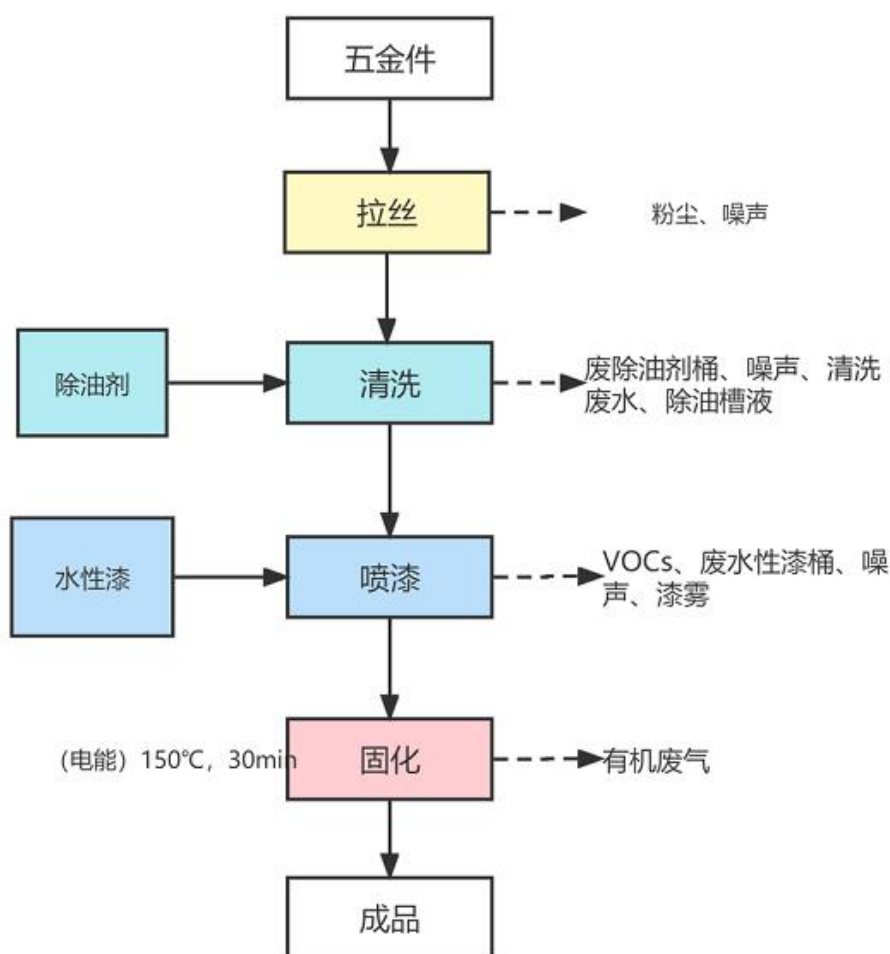 五金件
拉丝
粉尘、噪声
除油剂
清洗
废除油剂桶、噪声、清洗
废水、除油槽液
水性漆
喷漆
VOCs、废水性漆桶、噪
声、漆雾
（电能）150℃，30min
固化
有机废气
成品